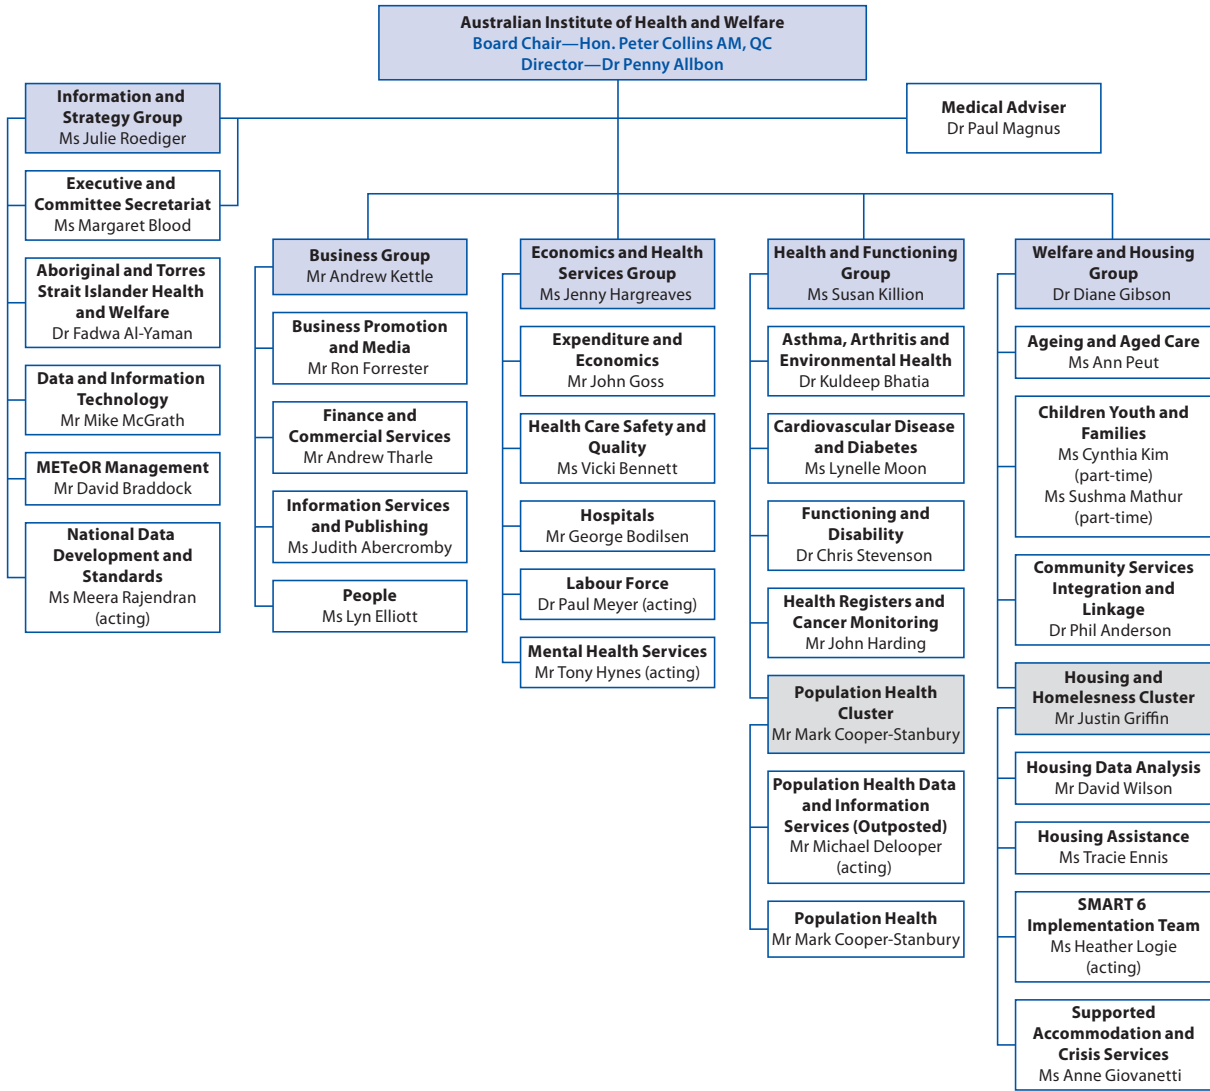 Australian Institute of Health and Welfare
Board Chair—Hon. Peter Collins AM, QC
Director—Dr Penny Allbon
Information and
Strategy Group
Ms Julie Roediger
Medical Adviser
Dr Paul Magnus
Executive and
Committee Secretariat
Ms Margaret Blood
Aboriginal and Torres
Strait Islander Health
and Welfare
Dr Fadwa Al-Yaman
Data and Information
Technology
Mr Mike McGrath
METeOR Management
Mr David Braddock
National Data
Development and
Standards
Ms Meera Rajendran
(acting)
Business Group
Mr Andrew Kettle
Business Promotion
and Media
Mr Ron Forrester
Finance and
Commercial Services
Mr Andrew Tharle
Information Services
and Publishing
Ms Judith Abercromby
People
Ms Lyn Elliott
Economics and Health
Services Group
Ms Jenny Hargreaves
Expenditure and
Economics
Mr John Goss
Health Care Safety and
Quality
Ms Vicki Bennett
Hospitals
Mr George Bodilsen
Labour Force
Dr Paul Meyer (acting)
Mental Health Services
Mr Tony Hynes (acting)
Health and Functioning
Group
Ms Susan Killion
Asthma, Arthritis and
Environmental Health
Dr Kuldeep Bhatia
Cardiovascular Disease
and Diabetes
Ms Lynelle Moon
Functioning and
Disability
Dr Chris Stevenson
Health Registers and
Cancer Monitoring
Mr John Harding
Population Health
Cluster
Mr Mark Cooper-Stanbury
Population Health Data
and Information
Services (Outposted)
Mr Michael Delooper
(acting)
Population Health
Mr Mark Cooper-Stanbury
Welfare and Housing
Group
Dr Diane Gibson
Ageing and Aged Care
Ms Ann Peut
Children Youth and
Families
Ms Cynthia Kim
(part-time)
Ms Sushma Mathur
(part-time)
Community Services
Integration and
Linkage
Dr Phil Anderson
Housing and
Homelesness Cluster
Mr Justin Griffin
Housing Data Analysis
Mr David Wilson
Housing Assistance
Ms Tracie Ennis
SMART 6
Implementation Team
Ms Heather Logie
(acting)
Supported
Accommodation and
Crisis Services
Ms Anne Giovanetti